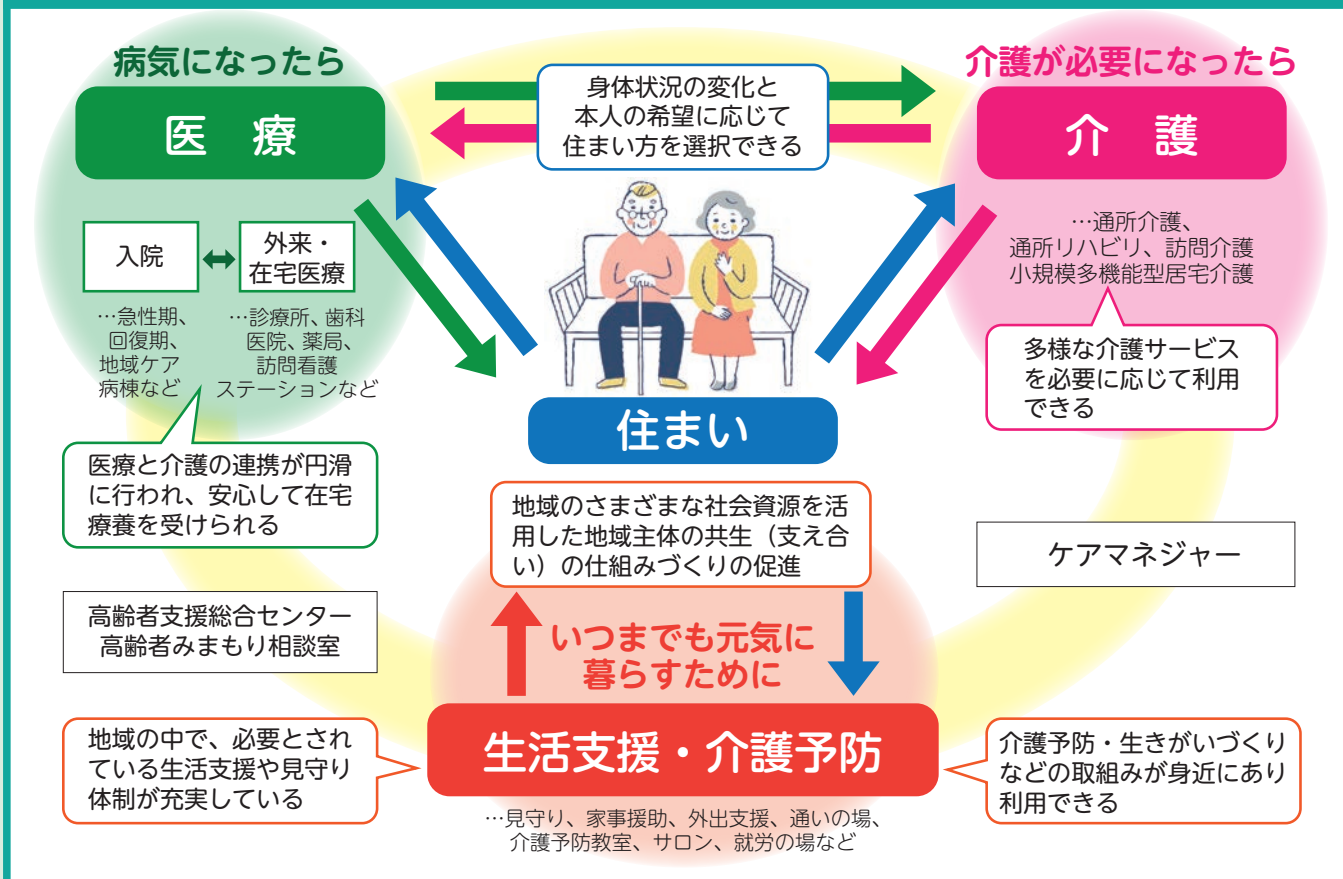 病気になったら
医 療
身体状況の変化と
本人の希望に応じて
住まい方を選択できる
介護が必要になったら
介 護
入院
外来・
在宅医療
…急性期、
回復期、
地域ケア
病棟など
…診療所、歯科
医院、薬局、
訪問看護
ステーションなど
…通所介護、
通所リハビリ、訪問介護
小規模多機能型居宅介護
多様な介護サービス
を必要に応じて利用
できる
住まい
医療と介護の連携が円滑
に行われ、安心して在宅
療養を受けられる
地域のさまざまな社会資源を活
用した地域主体の共生（支え合
い）の仕組みづくりの促進
ケアマネジャー
高齢者支援総合センター
高齢者みまもり相談室
いつまでも元気に
暮らすために
生活支援・介護予防
地域の中で、必要とされ
ている生活支援や見守り
体制が充実している
介護予防・生きがいづくり
などの取組みが身近にあり
利用できる
…見守り、家事援助、外出支援、通いの場、
介護予防教室、サロン、就労の場など